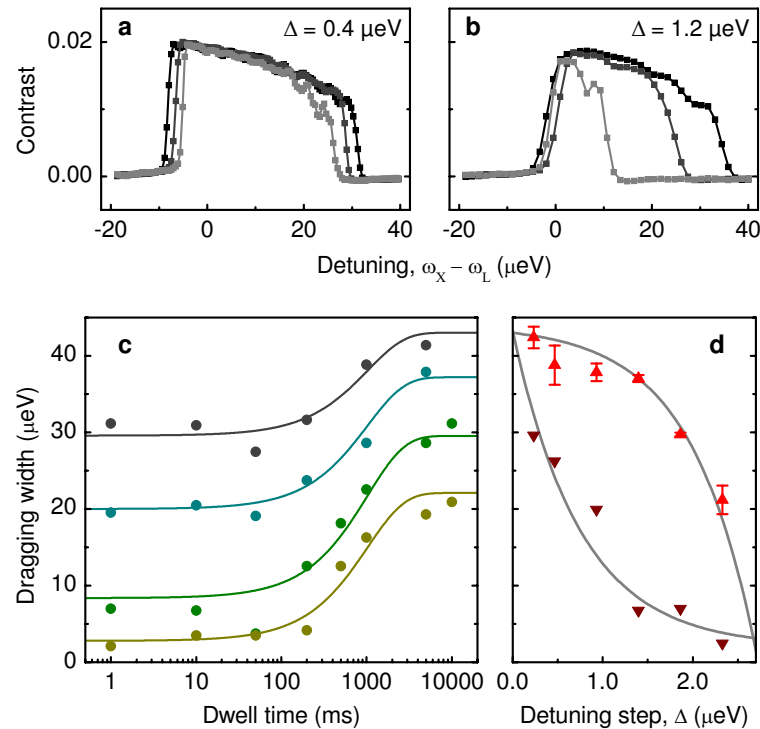 a
Δ = 0.4 μeV
b
Δ = 1.2 μeV
Contrast
0.02
0.00
-20 0 20 40 -20 0 20 40
Detuning, ω_X − ω_L (μeV)
c
d
Dragging width (μeV)
40
30
20
10
0
1 10 100 1000 10000
0.0 1.0 2.0
Dwell time (ms)
Detuning step, Δ (μeV)